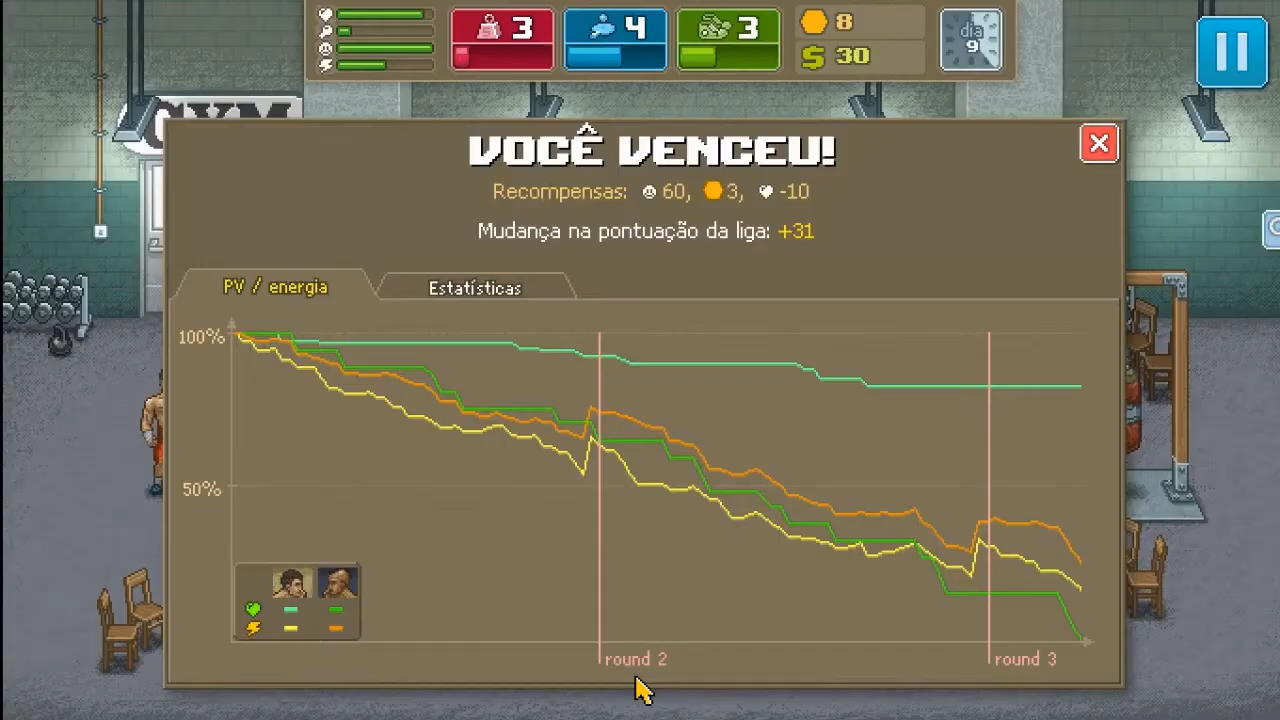 3
4
3
8
30
dia
9
GYM
VOCÊ VENCEU!
Recompensas: 60, 3, -10
Mudança na pontuação da liga: +31
PV / energia
Estatísticas
100%
50%
round 2
round 3